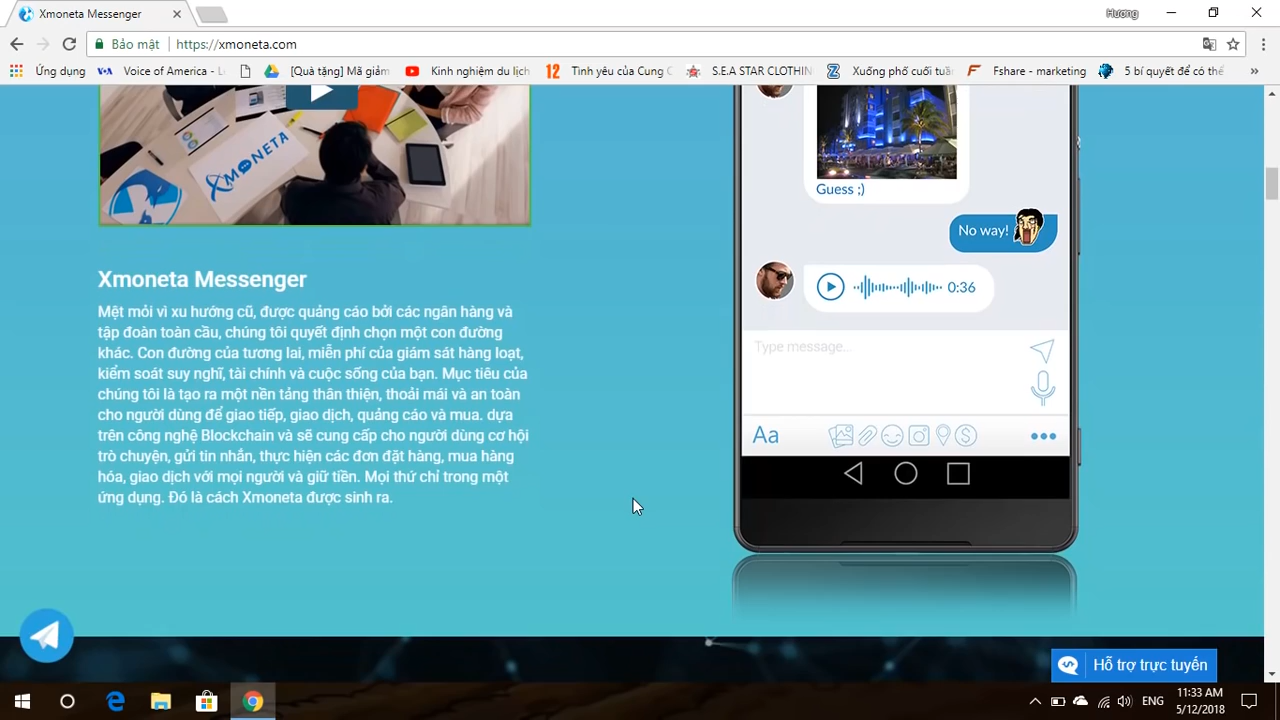 Xmoneta Messenger
Hương
Bảo mật
https://xmoneta.com
Ứng dụng
VOA
Voice of America - L
[Quà tặng] Mã giảm
Kinh nghiệm du lịch
12
Tình yêu của Cung C
S.E.A STAR CLOTHIN
Z
Xuống phố cuối tuần
Fshare - marketing
5 bí quyết để có thể
»
XMONETA
Guess ;)
No way!
0:36
Type message...
Aa
Xmoneta Messenger
Mệt mỏi vì xu hướng cũ, được quảng cáo bởi các ngân hàng và
tập đoàn toàn cầu, chúng tôi quyết định chọn một con đường
khác. Con đường của tương lai, miễn phí của giám sát hàng loạt,
kiểm soát suy nghĩ, tài chính và cuộc sống của bạn. Mục tiêu của
chúng tôi là tạo ra một nền tảng thân thiện, thoải mái và an toàn
cho người dùng để giao tiếp, giao dịch, quảng cáo và mua. dựa
trên công nghệ Blockchain và sẽ cung cấp cho người dùng cơ hội
trò chuyện, gửi tin nhắn, thực hiện các đơn đặt hàng, mua hàng
hóa, giao dịch với mọi người và giữ tiền. Mọi thứ chỉ trong một
ứng dụng. Đó là cách Xmoneta được sinh ra.
Hỗ trợ trực tuyến
ENG
11:33 AM
5/12/2018